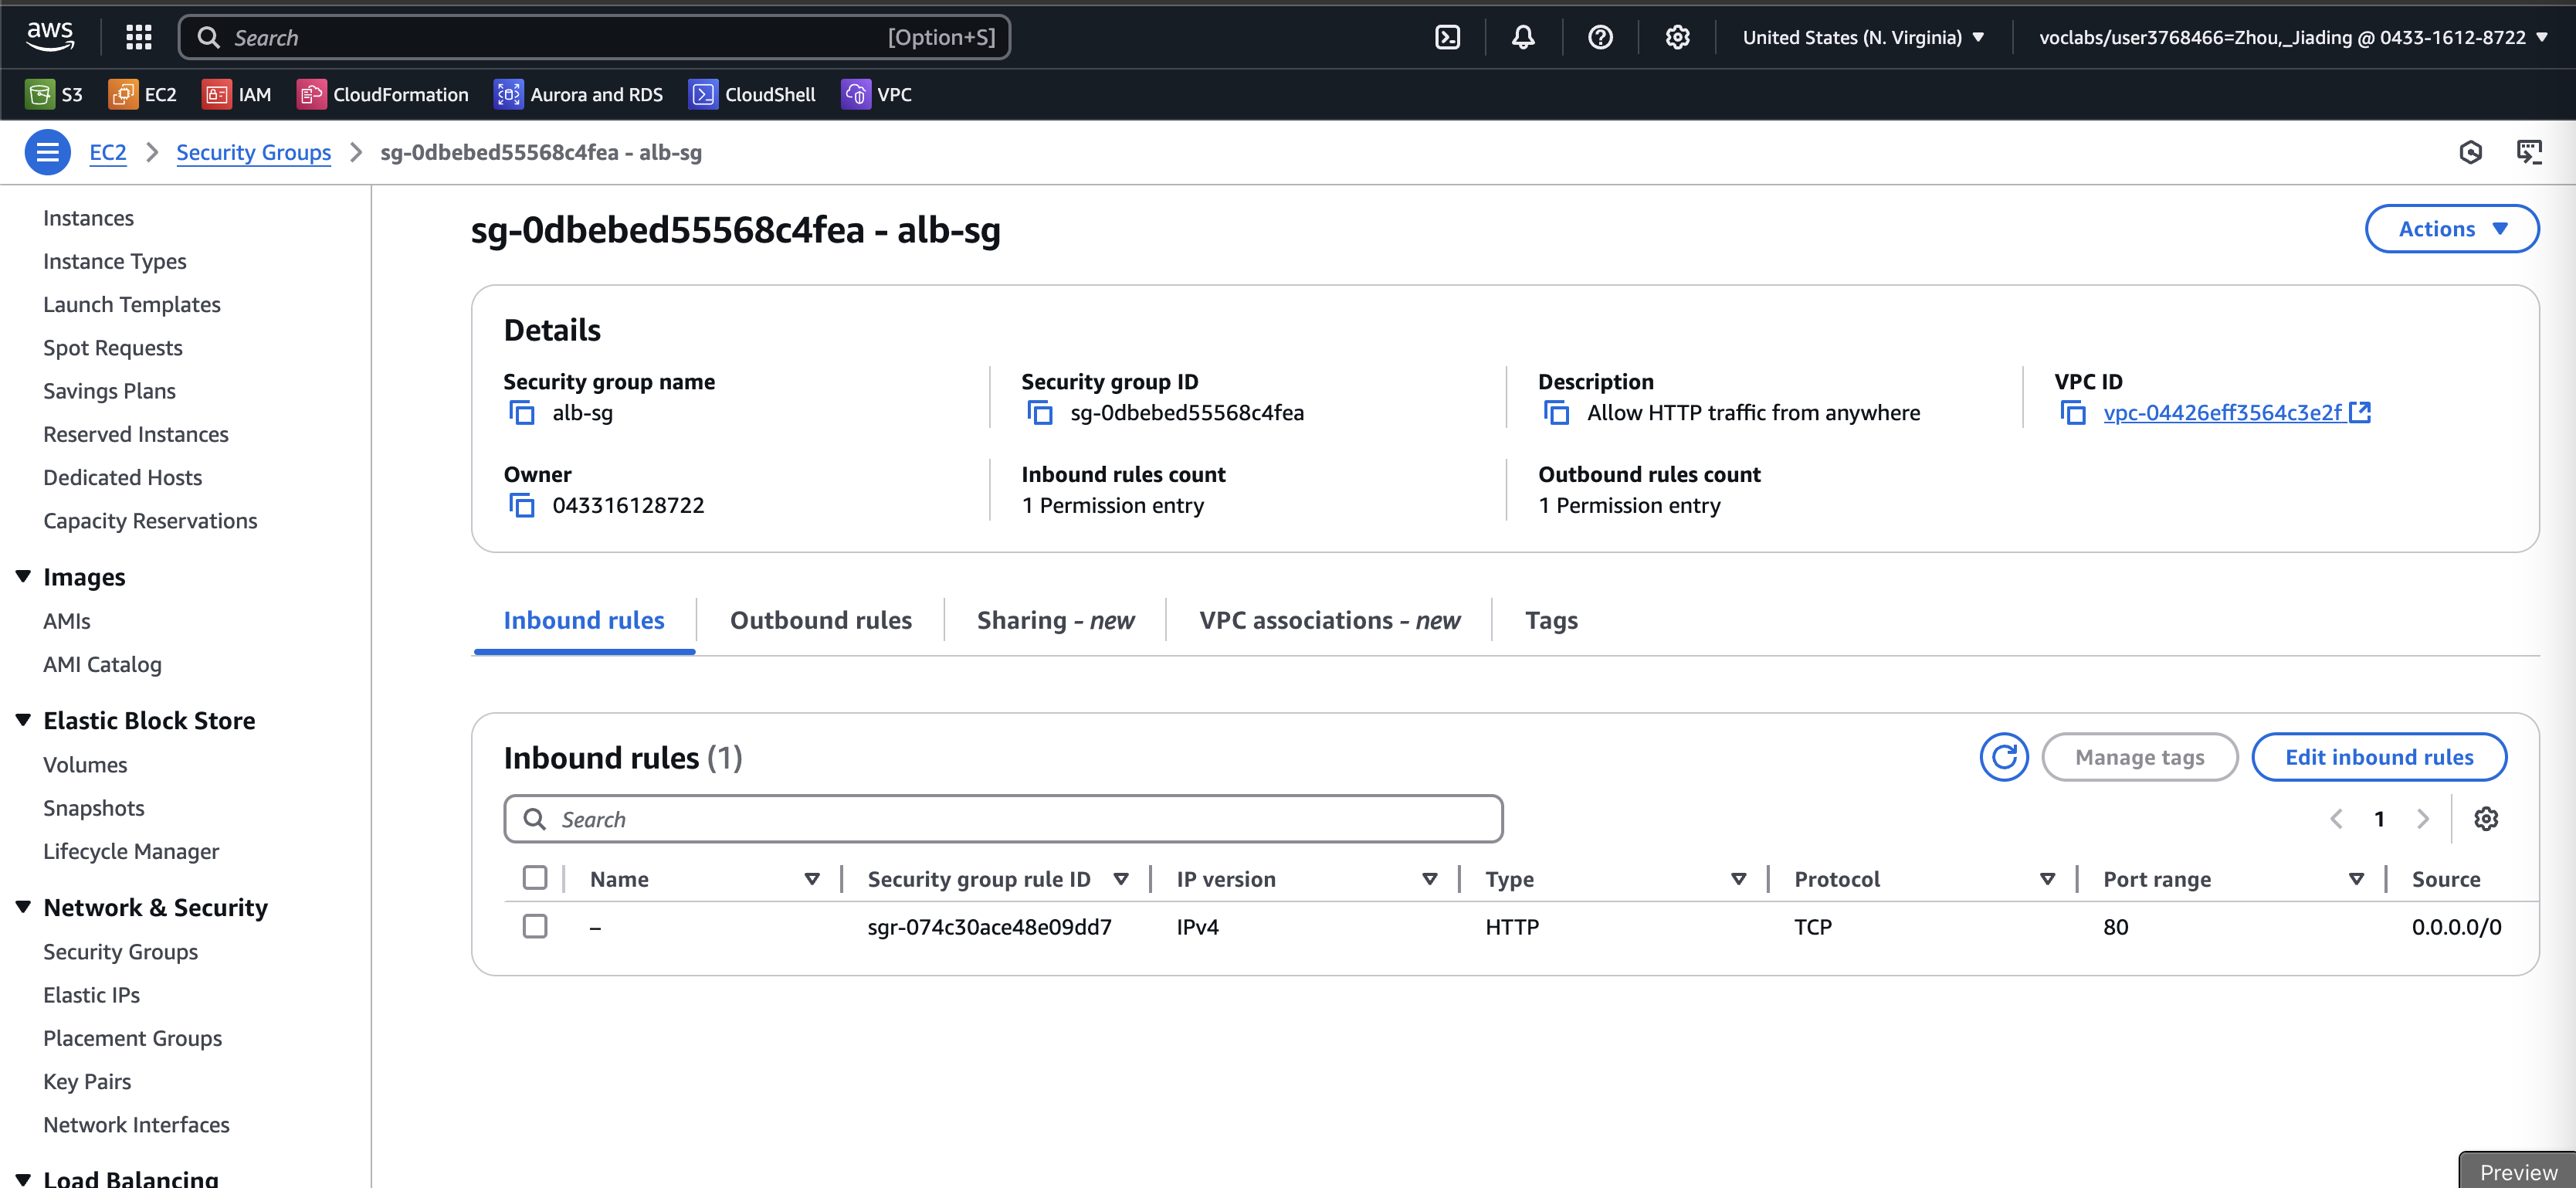 aws
Search [Option+S]
United States (N. Virginia)
voclabs/user3768466=Zhou,_Jiading @ 0433-1612-8722
S3 EC2 IAM CloudFormation Aurora and RDS CloudShell VPC
EC2 Security Groups sg-0dbebed55568c4fea - alb-sg
Instances
Instance Types
Launch Templates
Spot Requests
Savings Plans
Reserved Instances
Dedicated Hosts
Capacity Reservations
Images
AMIs
AMI Catalog
Elastic Block Store
Volumes
Snapshots
Lifecycle Manager
Network & Security
Security Groups
Elastic IPs
Placement Groups
Key Pairs
Network Interfaces
Load Balancing
sg-0dbebed55568c4fea - alb-sg
Actions
Details
Security group name
alb-sg
Security group ID
sg-0dbebed55568c4fea
Description
Allow HTTP traffic from anywhere
VPC ID
vpc-04426eff3564c3e2f
Owner
043316128722
Inbound rules count
1 Permission entry
Outbound rules count
1 Permission entry
Inbound rules Outbound rules Sharing - new VPC associations - new Tags
Inbound rules (1)
Manage tags Edit inbound rules
Search
1
Name Security group rule ID IP version Type Protocol Port range Source
– sgr-074c30ace48e09dd7 IPv4 HTTP TCP 80 0.0.0.0/0
Preview